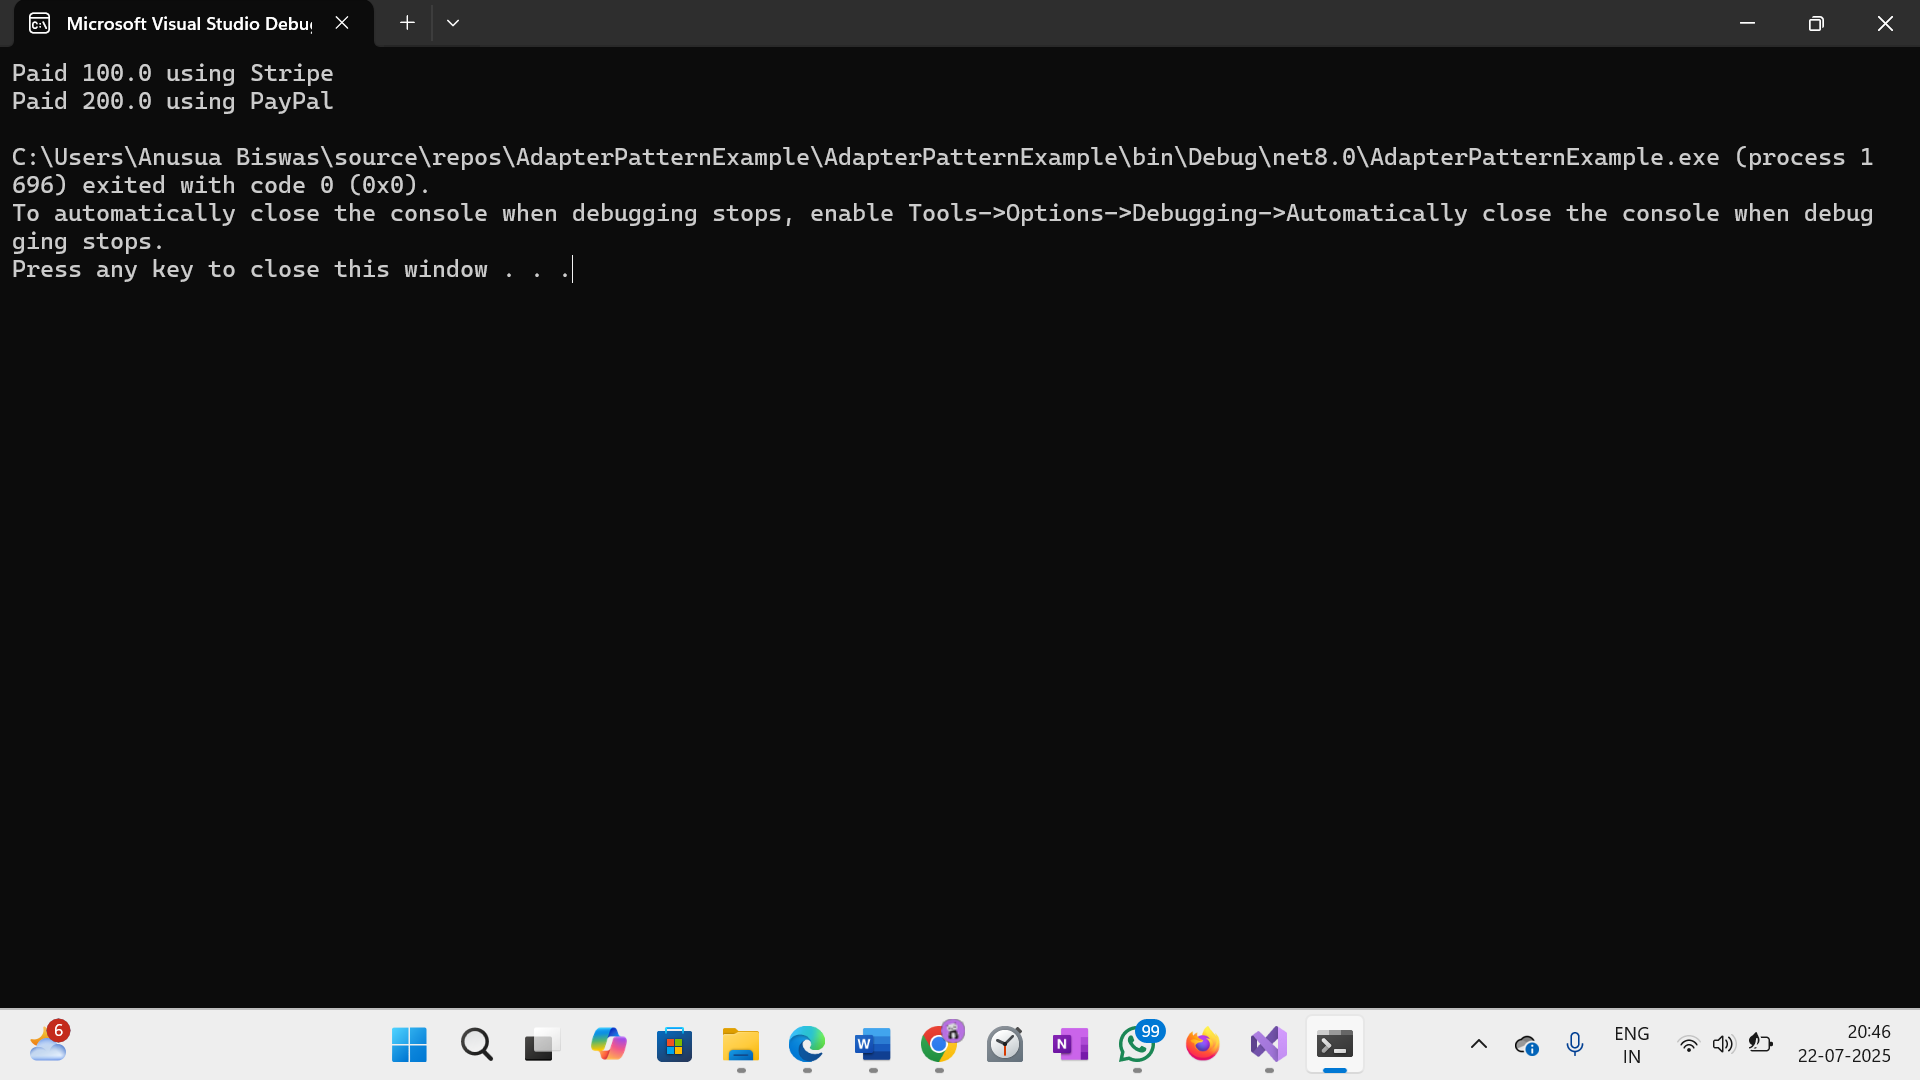 Microsoft Visual Studio Debu
Paid 100.0 using Stripe
Paid 200.0 using PayPal
C:\Users\Anusua Biswas\source\repos\AdapterPatternExample\AdapterPatternExample\bin\Debug\net8.0\AdapterPatternExample.exe (process 1
696) exited with code 0 (0x0).
To automatically close the console when debugging stops, enable Tools->Options->Debugging->Automatically close the console when debug
ging stops.
Press any key to close this window . . .
6
W
N
99
ENG
IN
20:46
22-07-2025